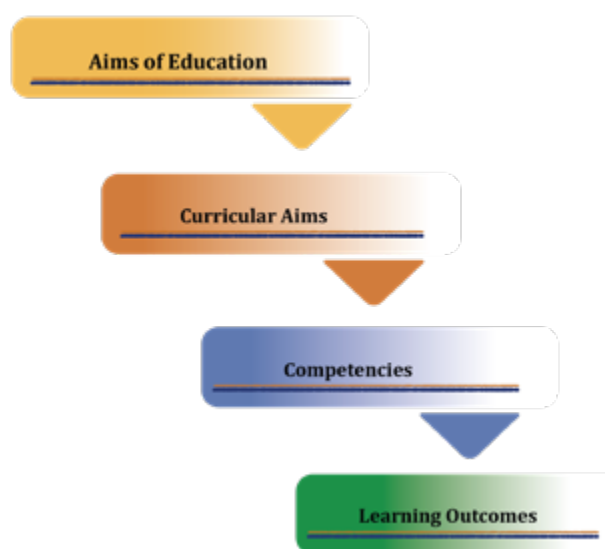 Aims of Education
Curricular Aims
Competencies
Learning Outcomes